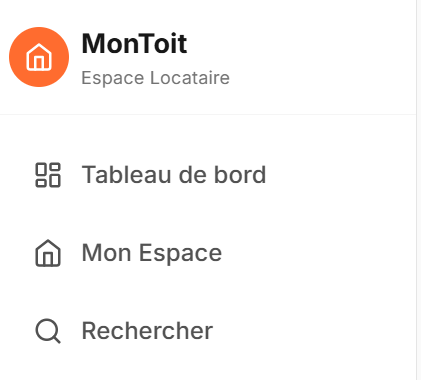 MonToit
Espace Locataire
Tableau de bord
Mon Espace
Rechercher